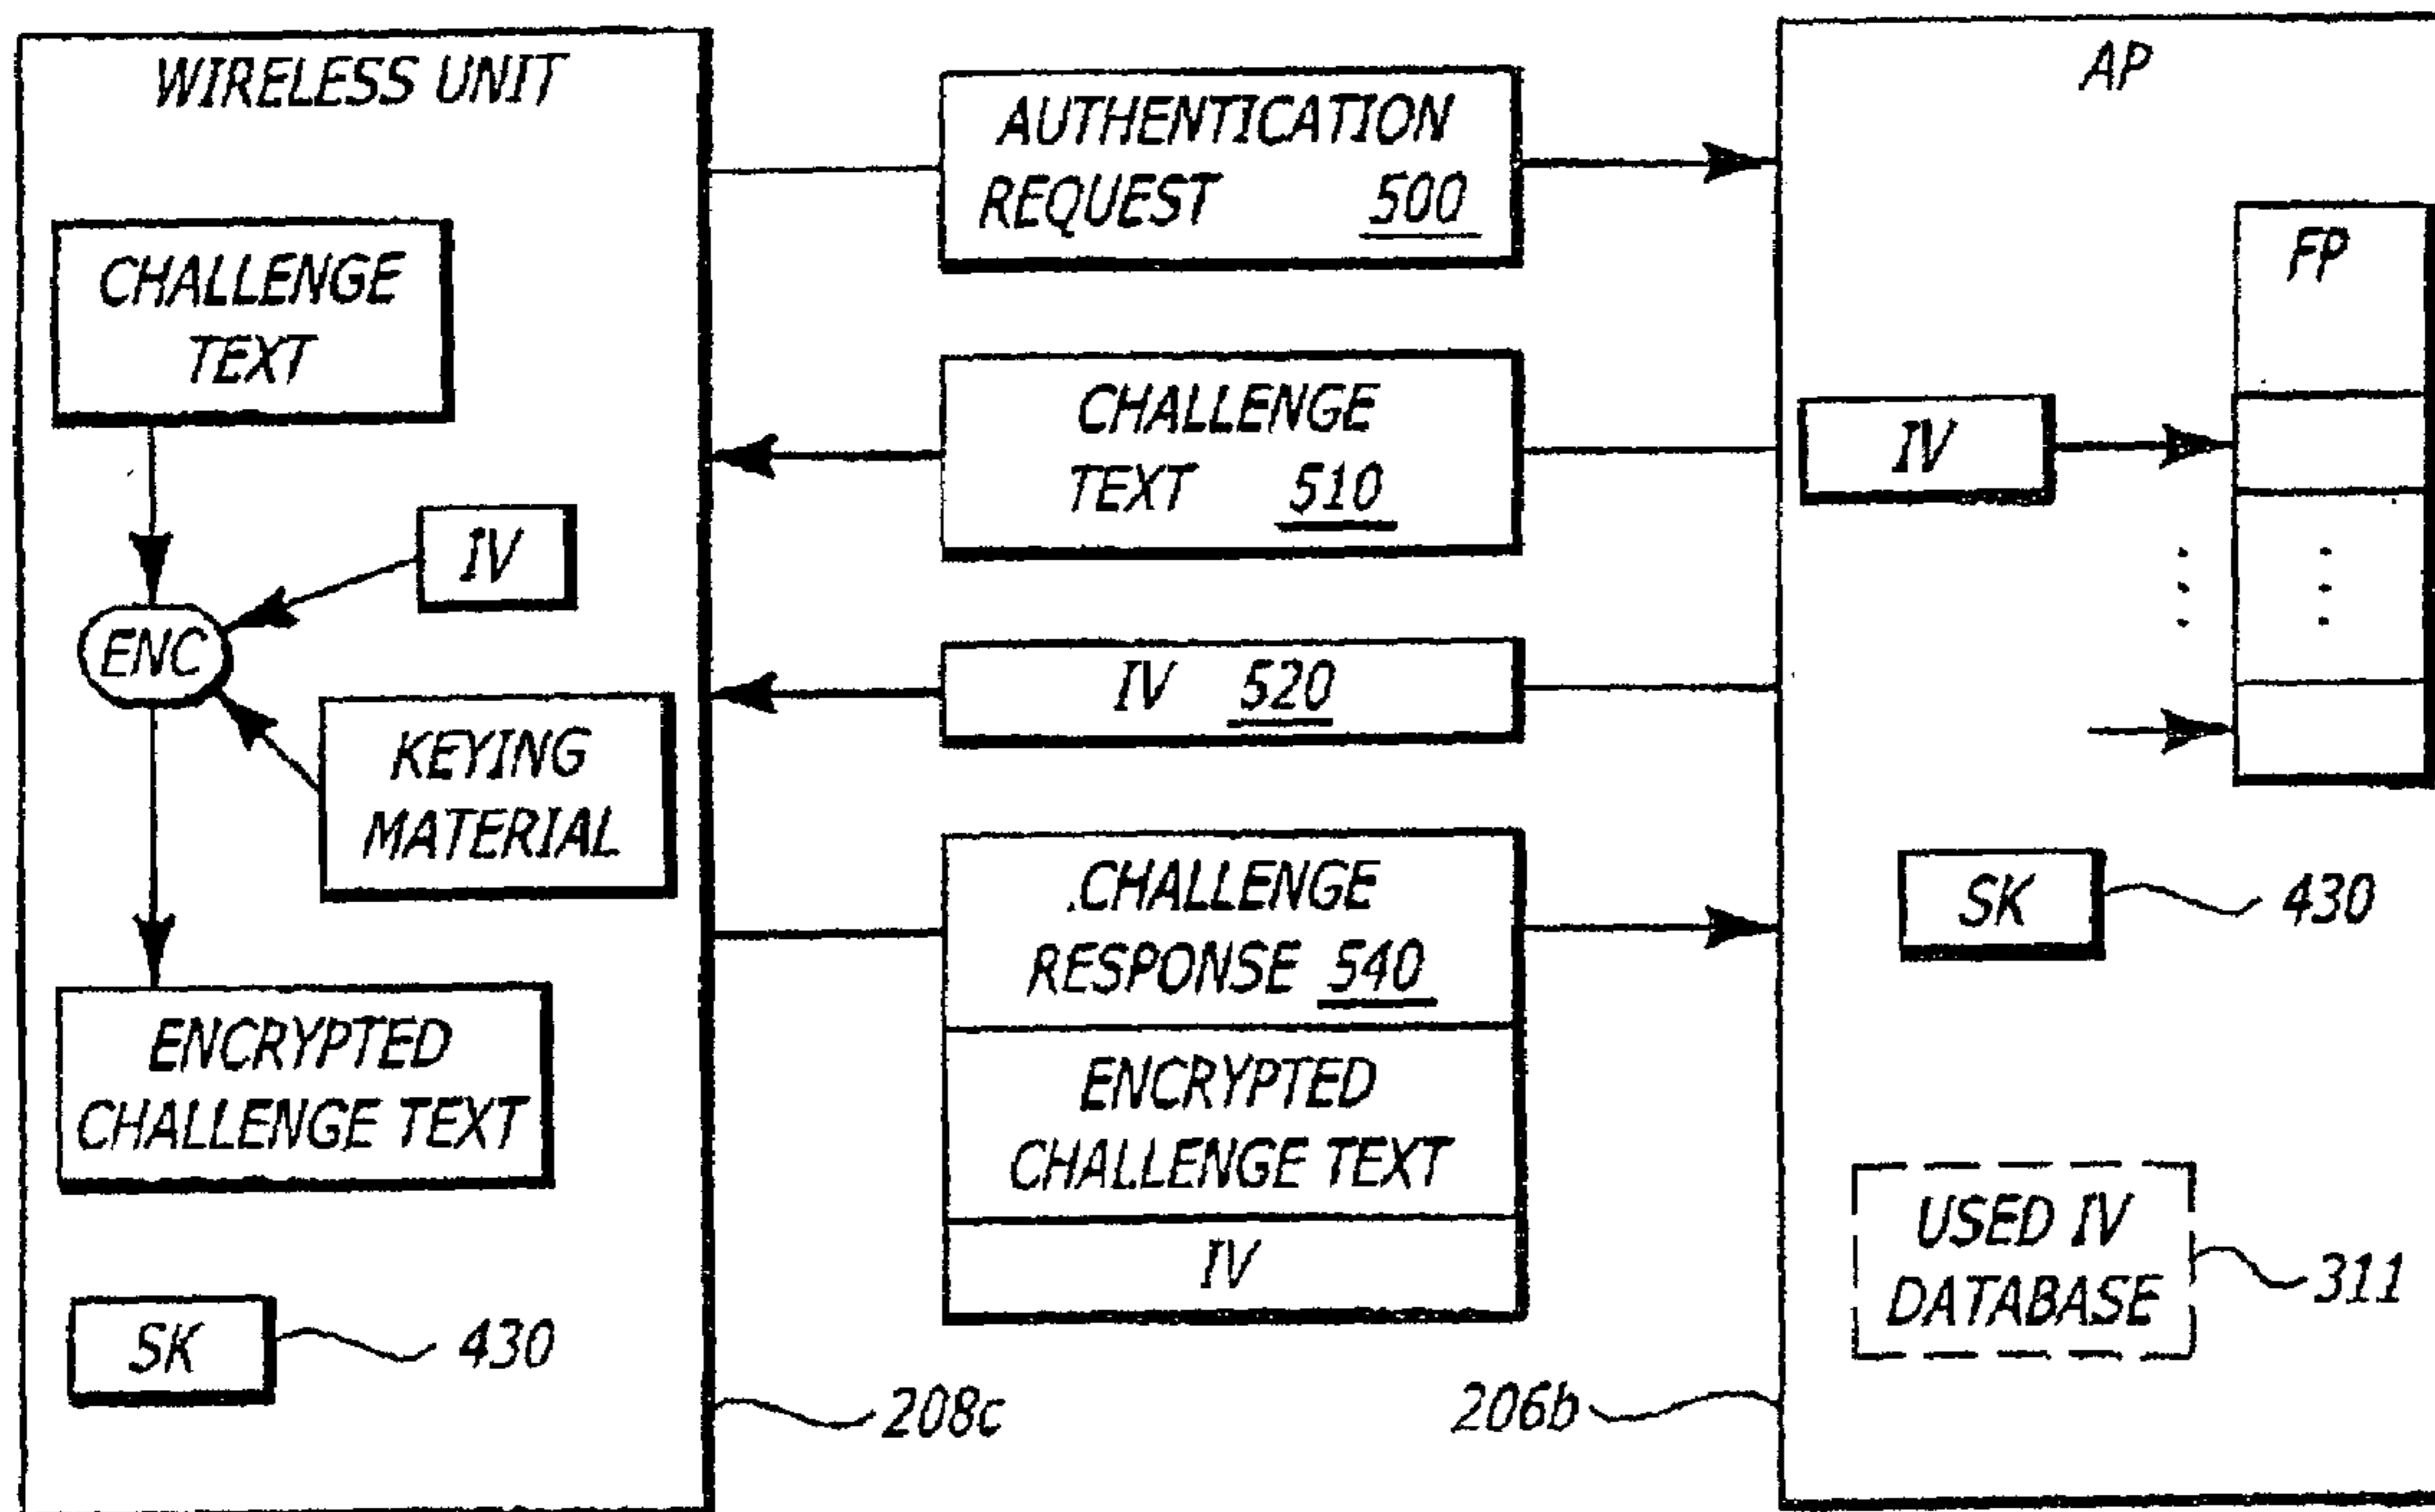 WIRELESS UNIT
CHALLENGE
TEXT
IV
ENC
KEYING
MATERIAL
ENCRYPTED
CHALLENGE TEXT
SK
430
208c
AUTHENTICATION
REQUEST 500
CHALLENGE
TEXT 510
IV 520
CHALLENGE
RESPONSE 540
ENCRYPTED
CHALLENGE TEXT
IV
206b
AP
FP
IV
SK
430
USED IV
DATABASE
311